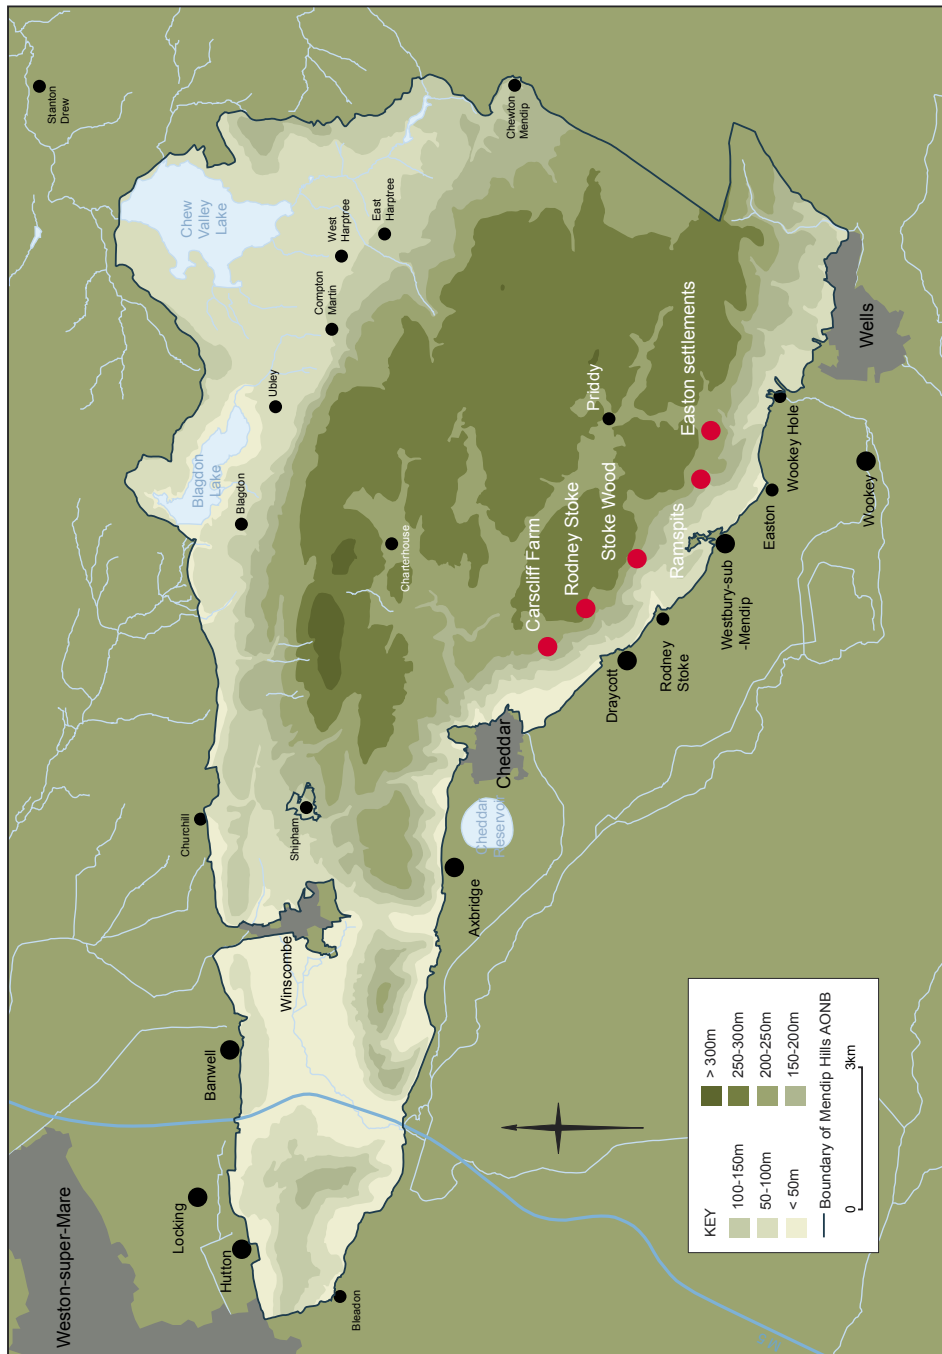 Stanton
Drew
Chew
Valley
Lake
Chewton
Mendip
West
Harptree
East
Harptree
Compton
Martin
Ubley
Blagdon
Lake
Blagdon
Charterhouse
Priddy
Easton settlements
Wells
Stoke Wood
Rodney Stoke
Carscliff Farm
Ramspits
Wookey Hole
Wookey
Easton
Westbury-sub
-Mendip
Rodney
Stoke
Draycott
Cheddar
Cheddar
Reservoir
Axbridge
Churchill
Shipham
Winscombe
Banwell
Locking
Hutton
Bleadon
Weston-super-Mare
KEY
> 300m
250-300m
200-250m
150-200m
100-150m
50-100m
< 50m
Boundary of Mendip Hills AONB
0
3km